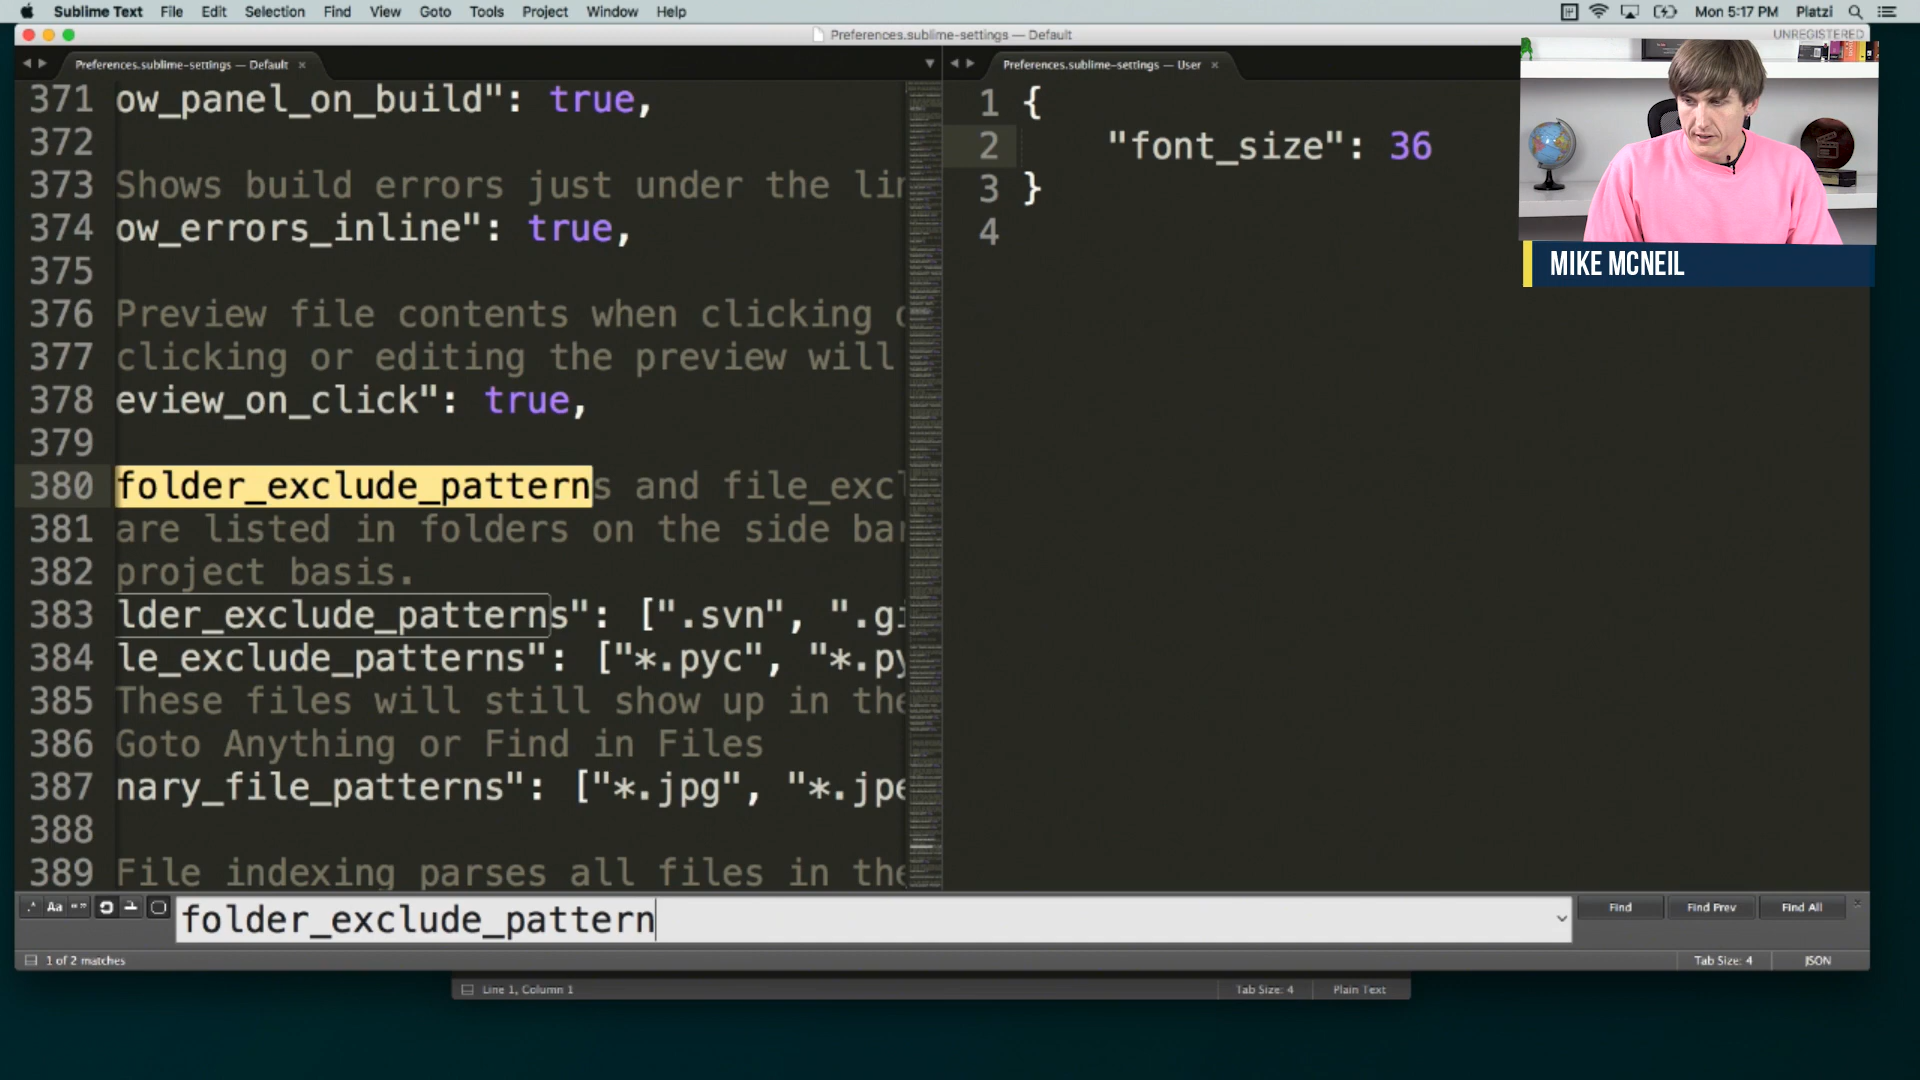 Sublime Text File Edit Selection Find View Goto Tools Project Window Help Mon 5:17 PM Platzi
Preferences.sublime-settings — Default UNREGISTERED
Preferences.sublime-settings — Default × Preferences.sublime-settings — User ×
371 ow_panel_on_build": true,
372
373 Shows build errors just under the lin
374 ow_errors_inline": true,
375
376 Preview file contents when clicking o
377 clicking or editing the preview will
378 eview_on_click": true,
379
380 folder_exclude_patterns and file_excl
381 are listed in folders on the side bar
382 project basis.
383 lder_exclude_patterns": [".svn", ".gi
384 le_exclude_patterns": ["*.pyc", "*.py
385 These files will still show up in the
386 Goto Anything or Find in Files
387 nary_file_patterns": ["*.jpg", "*.jpe
388
389 File indexing parses all files in the
1 {
2 "font_size": 36
3 }
4
MIKE MCNEIL
.* Aa “” folder_exclude_pattern Find Find Prev Find All ×
1 of 2 matches Tab Size: 4 JSON
Line 1, Column 1 Tab Size: 4 Plain Text